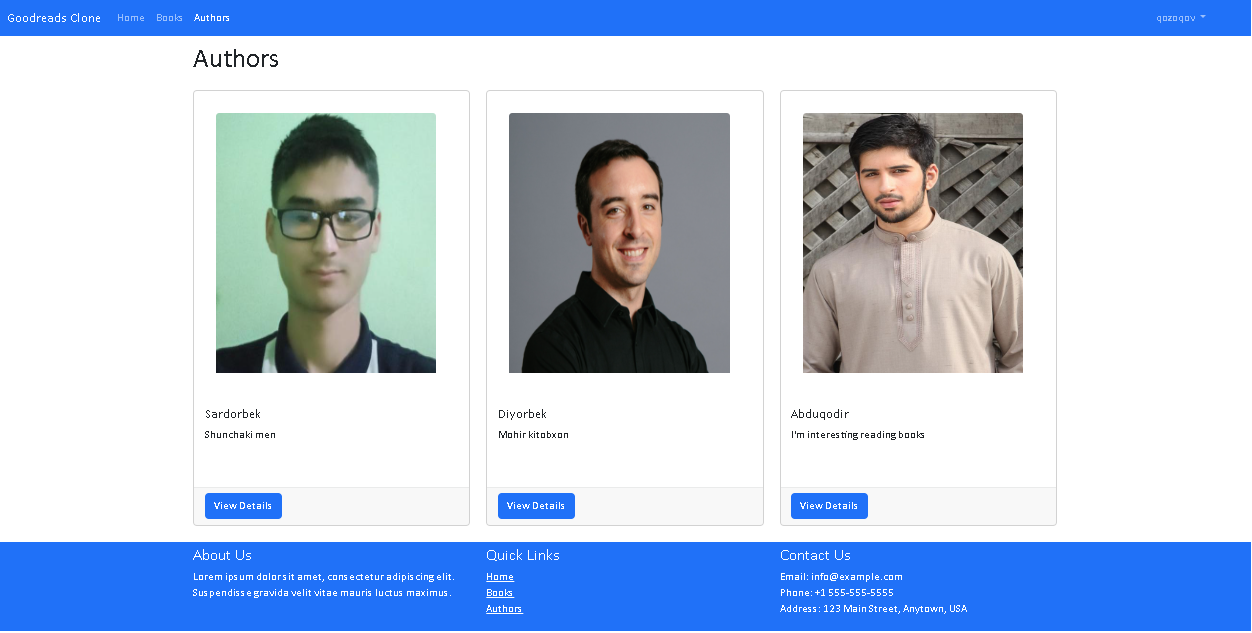 Goodreads Clone Home Books Authors qozoqov
Authors
Sardorbek
Shunchaki men
View Details
Diyorbek
Mohir kitobxon
View Details
Abduqodir
I'm interesting reading books
View Details
About Us
Lorem ipsum dolor sit amet, consectetur adipiscing elit.
Suspendisse gravida velit vitae mauris luctus maximus.
Quick Links
Home
Books
Authors
Contact Us
Email: info@example.com
Phone: +1 555-555-5555
Address: 123 Main Street, Anytown, USA